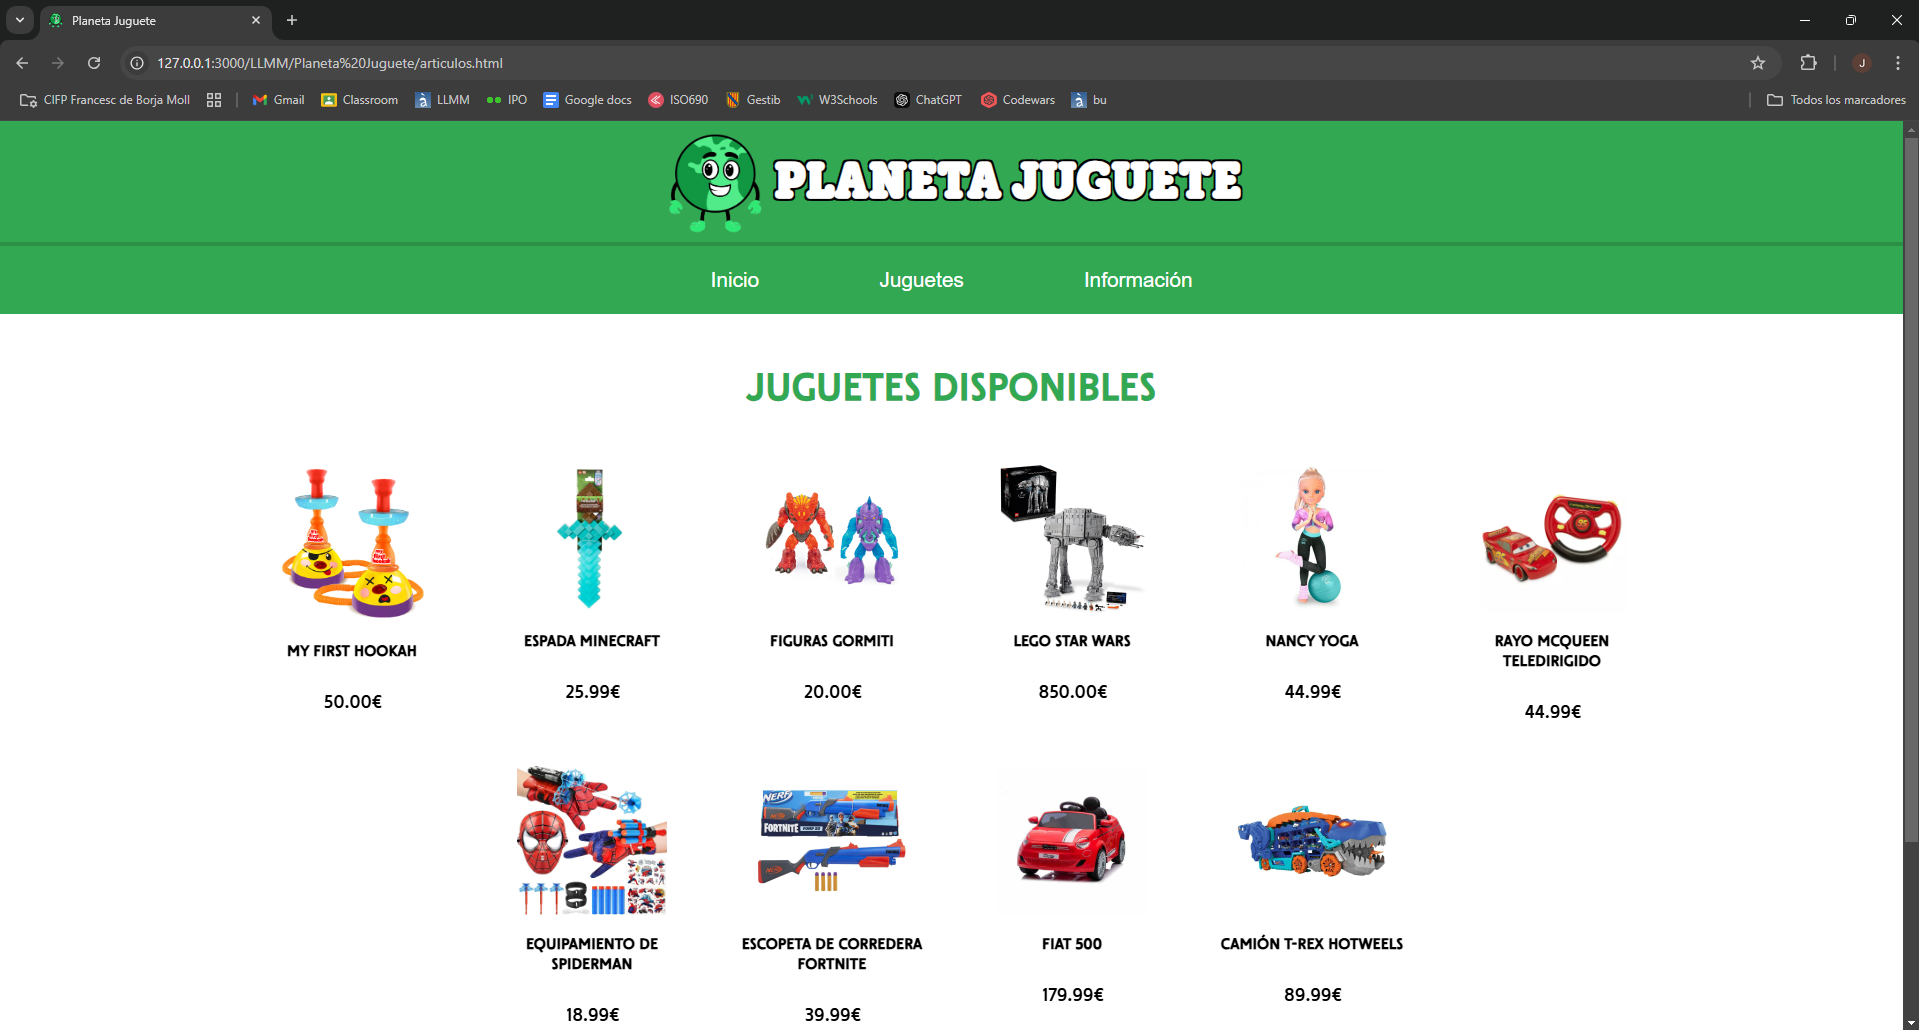 Planeta Juguete
127.0.0.1:3000/LLMM/Planeta%20Juguete/articulos.html
J
CIFP Francesc de Borja Moll
Gmail
Classroom
LLMM
IPO
Google docs
ISO690
Gestib
W3Schools
ChatGPT
Codewars
bu
Todos los marcadores
PLANETA JUGUETE
Inicio
Juguetes
Información
JUGUETES DISPONIBLES
MY FIRST HOOKAH
50.00€
ESPADA MINECRAFT
25.99€
FIGURAS GORMITI
20.00€
LEGO STAR WARS
850.00€
NANCY YOGA
44.99€
RAYO MCQUEEN
TELEDIRIGIDO
44.99€
EQUIPAMIENTO DE
SPIDERMAN
18.99€
NERF
FORTNITE
ESCOPETA DE CORREDERA
FORTNITE
39.99€
FIAT 500
179.99€
CAMIÓN T-REX HOTWEELS
89.99€